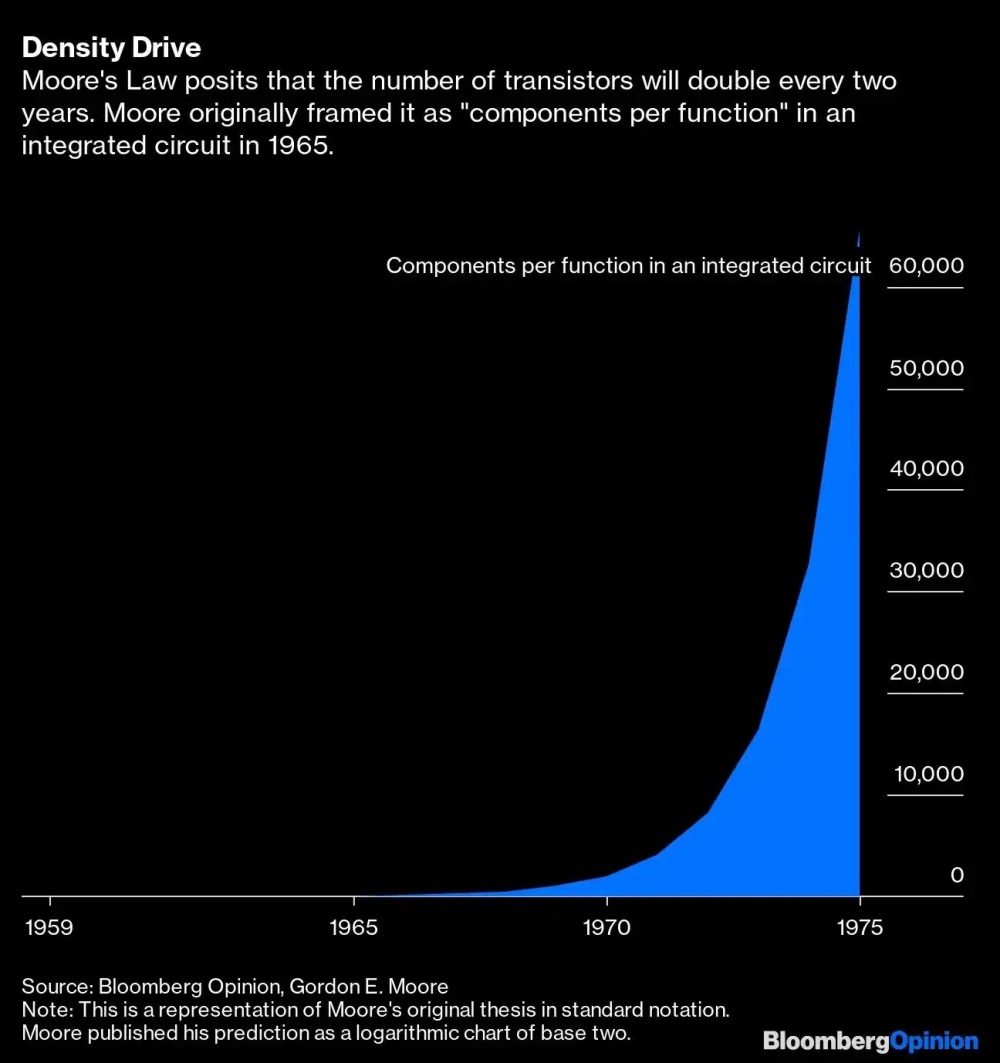 Density Drive
Moore's Law posits that the number of transistors will double every two
years. Moore originally framed it as "components per function" in an
integrated circuit in 1965.
Components per function in an integrated circuit 60,000
50,000
40,000
30,000
20,000
10,000
0
1959 1965 1970 1975
Source: Bloomberg Opinion, Gordon E. Moore
Note: This is a representation of Moore's original thesis in standard notation.
Moore published his prediction as a logarithmic chart of base two.
BloombergOpinion